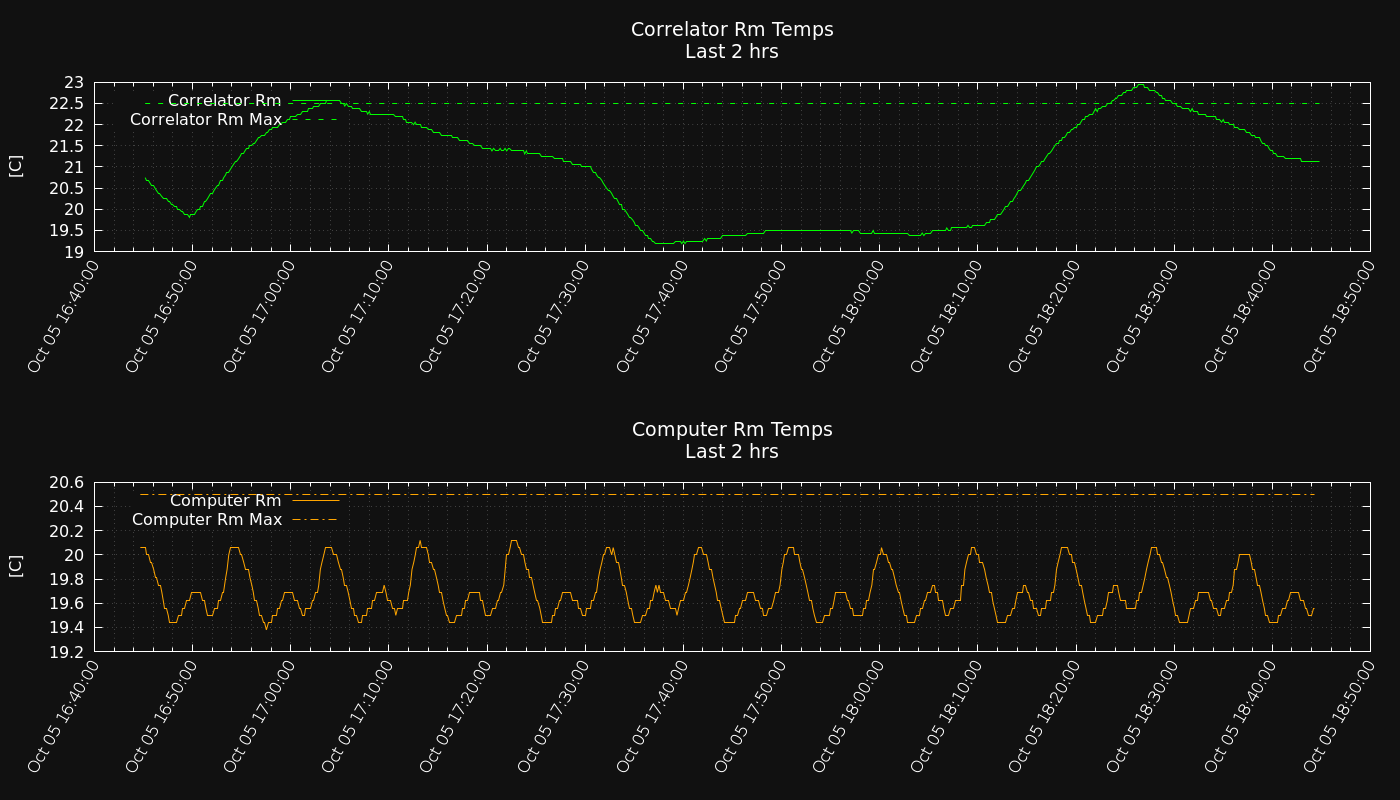 Correlator Rm Temps
Last 2 hrs
[C]
23
22.5
22
21.5
21
20.5
20
19.5
19
Correlator Rm
Correlator Rm Max
Oct 05 16:40:00
Oct 05 16:50:00
Oct 05 17:00:00
Oct 05 17:10:00
Oct 05 17:20:00
Oct 05 17:30:00
Oct 05 17:40:00
Oct 05 17:50:00
Oct 05 18:00:00
Oct 05 18:10:00
Oct 05 18:20:00
Oct 05 18:30:00
Oct 05 18:40:00
Oct 05 18:50:00
Computer Rm Temps
Last 2 hrs
[C]
20.6
20.4
20.2
20
19.8
19.6
19.4
19.2
Computer Rm
Computer Rm Max
Oct 05 16:40:00
Oct 05 16:50:00
Oct 05 17:00:00
Oct 05 17:10:00
Oct 05 17:20:00
Oct 05 17:30:00
Oct 05 17:40:00
Oct 05 17:50:00
Oct 05 18:00:00
Oct 05 18:10:00
Oct 05 18:20:00
Oct 05 18:30:00
Oct 05 18:40:00
Oct 05 18:50:00